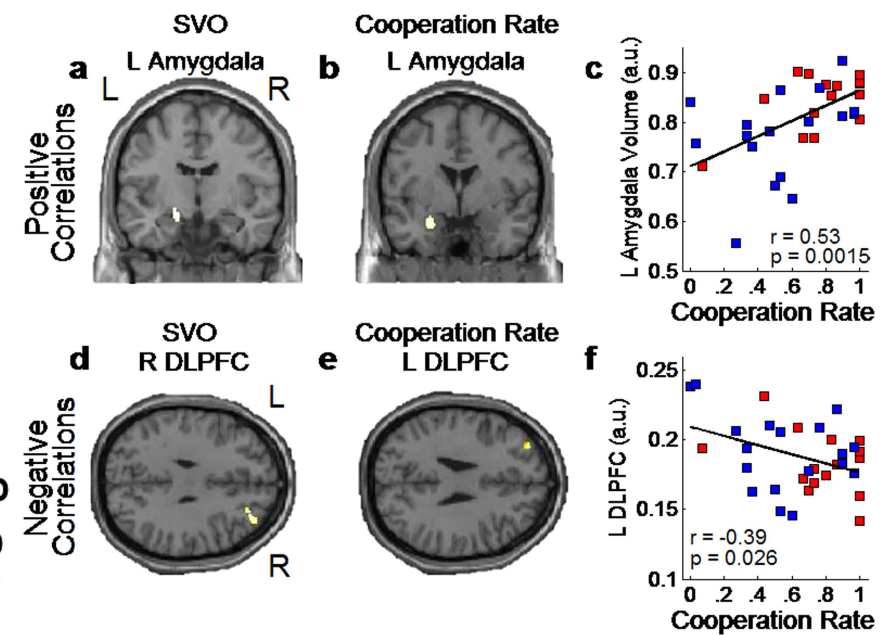 SVO
Cooperation Rate
a
L Amygdala
b
L Amygdala
c
L
R
Positive
Correlations
L Amygdala Volume (a.u.)
0.9
0.8
0.7
0.6
0.5
r = 0.53
p = 0.0015
0 .2 .4 .6 .8 1
Cooperation Rate
SVO
Cooperation Rate
d
R DLPFC
e
L DLPFC
f
L
R
Negative
Correlations
L DLPFC (a.u.)
0.25
0.2
0.15
0.1
r = -0.39
p = 0.026
0 .2 .4 .6 .8 1
Cooperation Rate